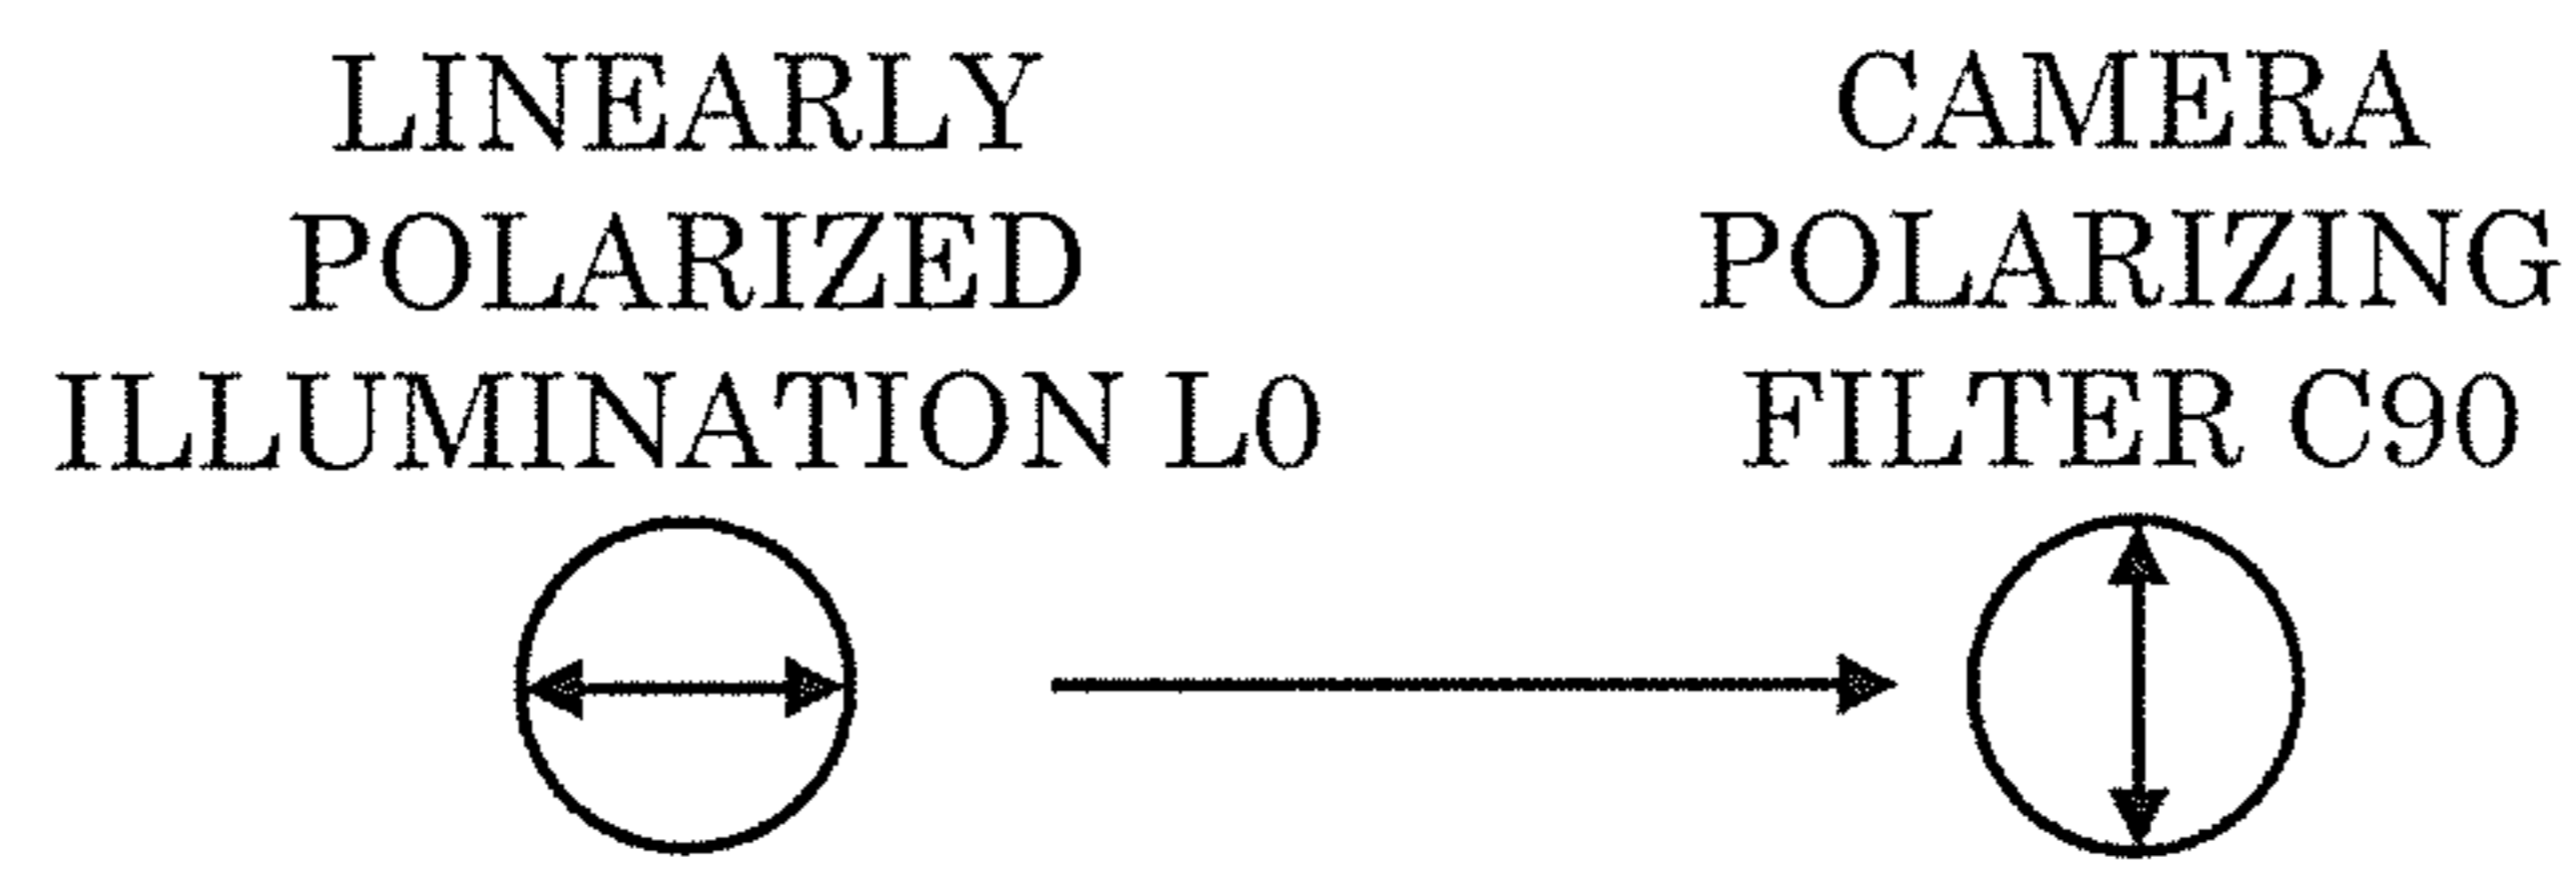 LINEARLY
POLARIZED
ILLUMINATION L0
CAMERA
POLARIZING
FILTER C90